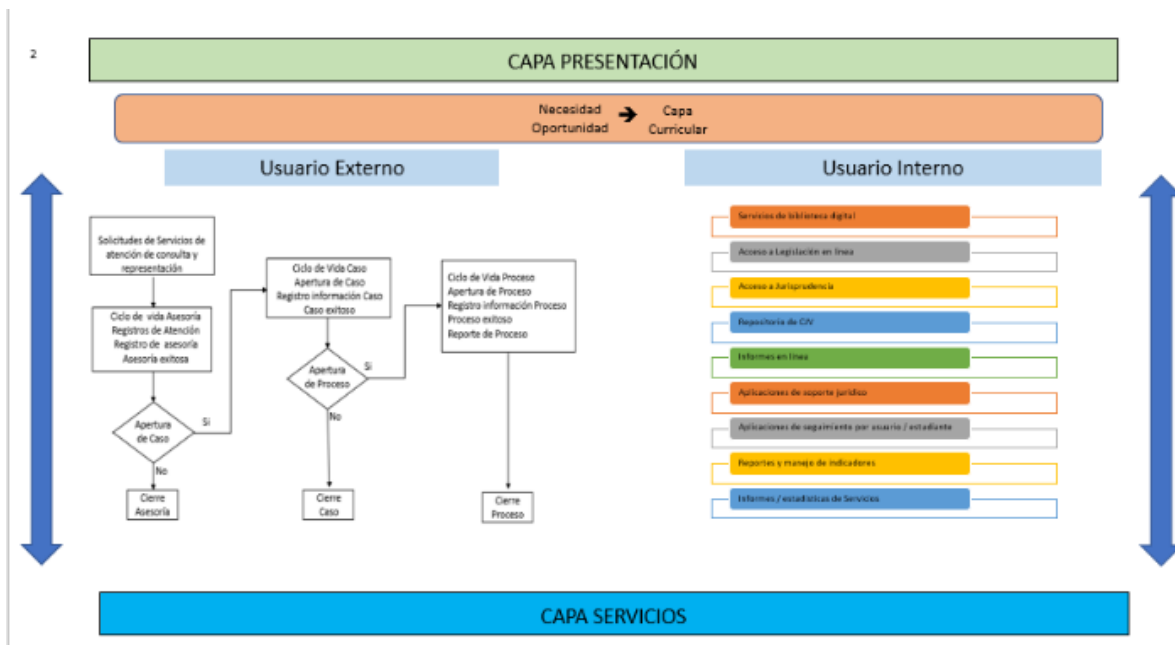 2
CAPA PRESENTACIÓN
Necesidad
Oportunidad
➔
Capa
Curricular
Usuario Externo
Solicitudes de Servicios de
atención de consulta y
representación
Ciclo de vida Asesoría
Registros de Atención
Registro de asesoría
Asesoría exitosa
Apertura
de Caso
Si
No
Cierre
Asesoría
Ciclo de Vida Caso
Apertura de Caso
Registro información Caso
Caso exitoso
Apertura
de Proceso
Si
No
Cierre
Caso
Ciclo de Vida Proceso
Apertura de Proceso
Registro información Proceso
Proceso exitoso
Reporte de Proceso
Cierre
Proceso
Usuario Interno
Servicios de biblioteca digital
Acceso a Legislación en línea
Acceso a Jurisprudencia
Repositorio de C/V
Informes en línea
Aplicaciones de soporte jurídico
Aplicaciones de seguimiento por usuario / estudiante
Reportes y manejo de indicadores
Informes / estadísticas de Servicios
CAPA SERVICIOS